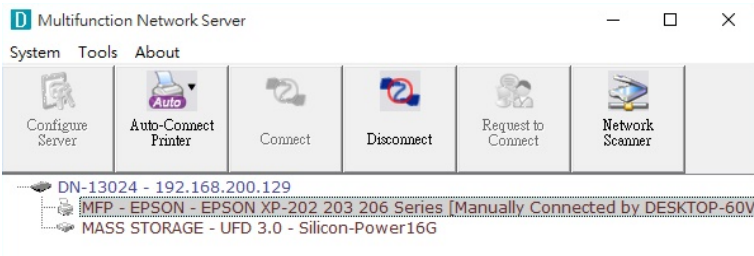 D Multifunction Network Server
System Tools About
Auto
Configure Server
Auto-Connect Printer
Connect
Disconnect
Request to Connect
Network Scanner
DN-13024 - 192.168.200.129
MFP - EPSON - EPSON XP-202 203 206 Series [Manually Connected by DESKTOP-60V
MASS STORAGE - UFD 3.0 - Silicon-Power16G